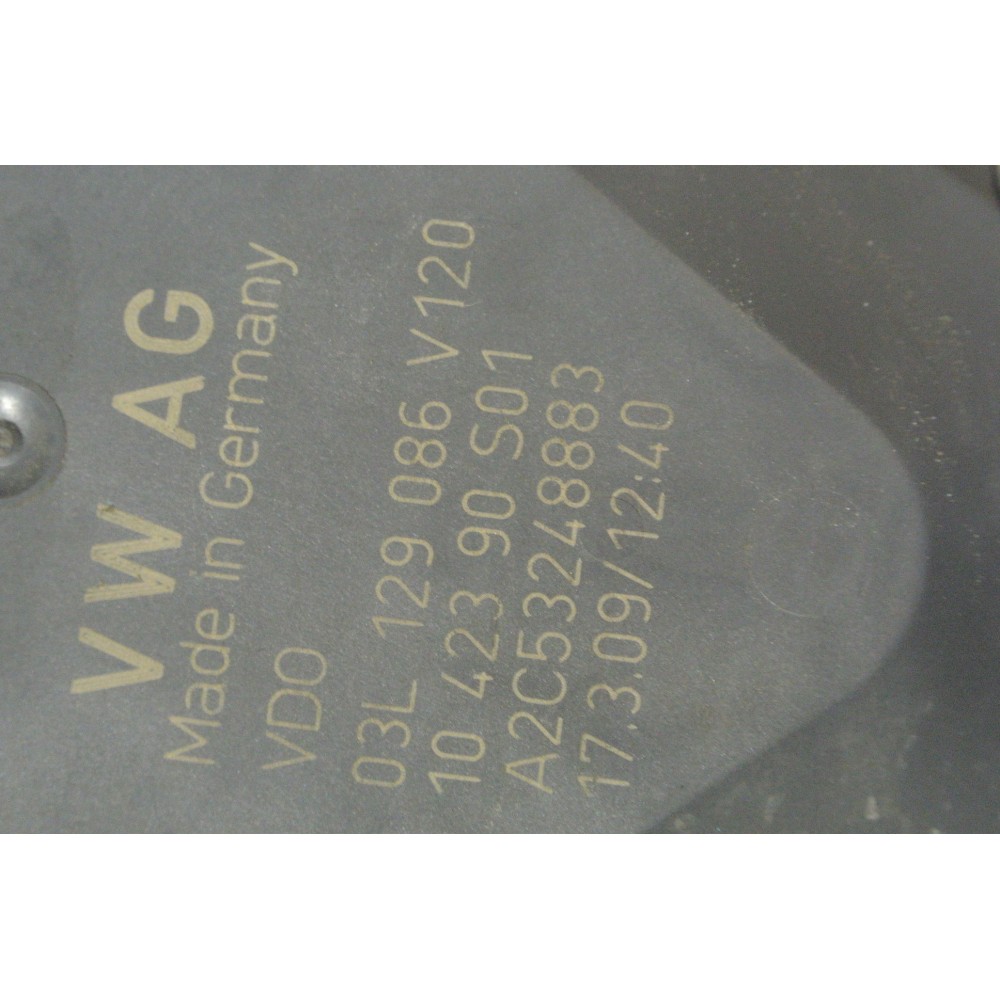 VW AG
Made in Germany
VDO
03L 129 086 V120
10 423 90 S01
A2C53248883
17.3.09/12:40